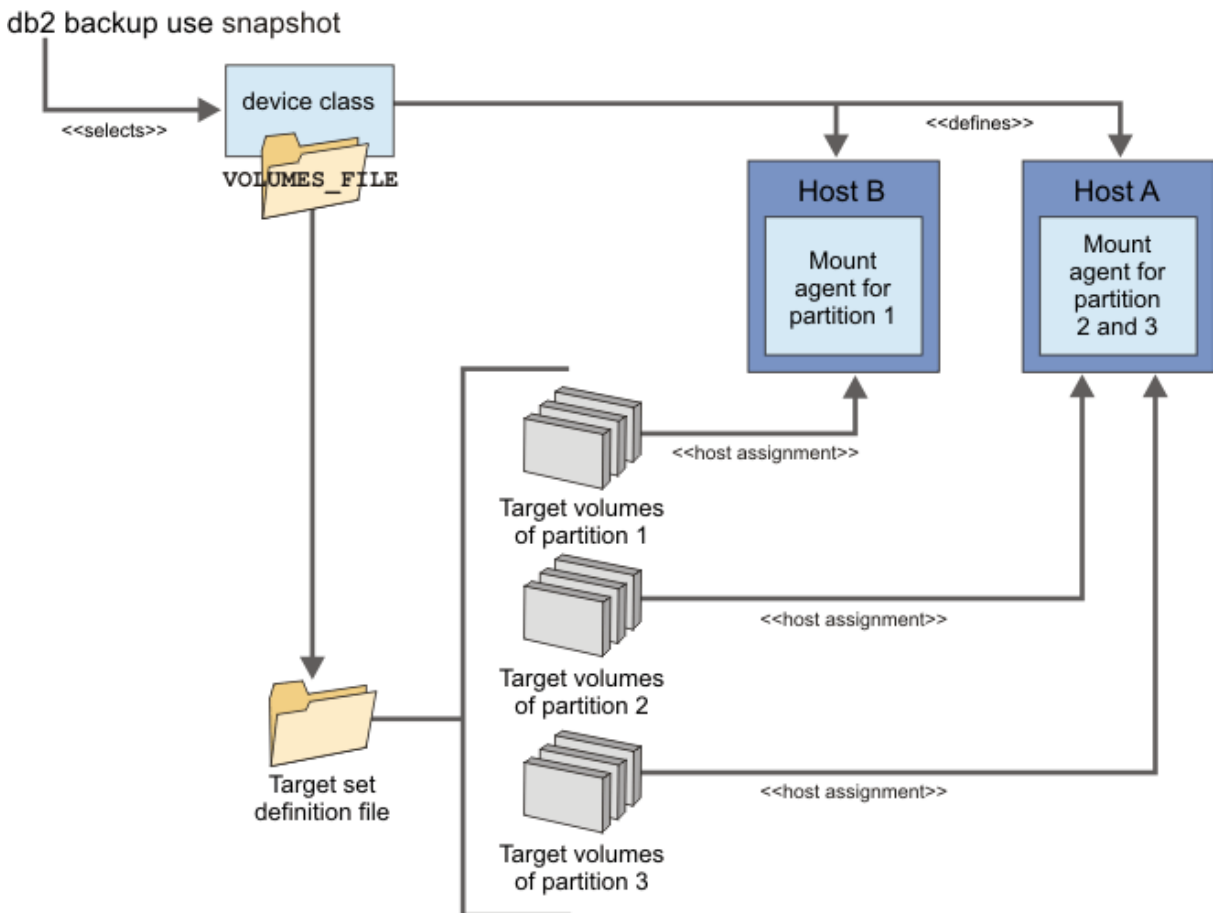 db2 backup use snapshot
<<selects>>
device class
VOLUMES_FILE
<<defines>>
Host B
Mount
agent for
partition 1
Host A
Mount
agent for
partition
2 and 3
<<host assignment>>
Target volumes
of partition 1
<<host assignment>>
Target volumes
of partition 2
Target set
definition file
<<host assignment>>
Target volumes
of partition 3